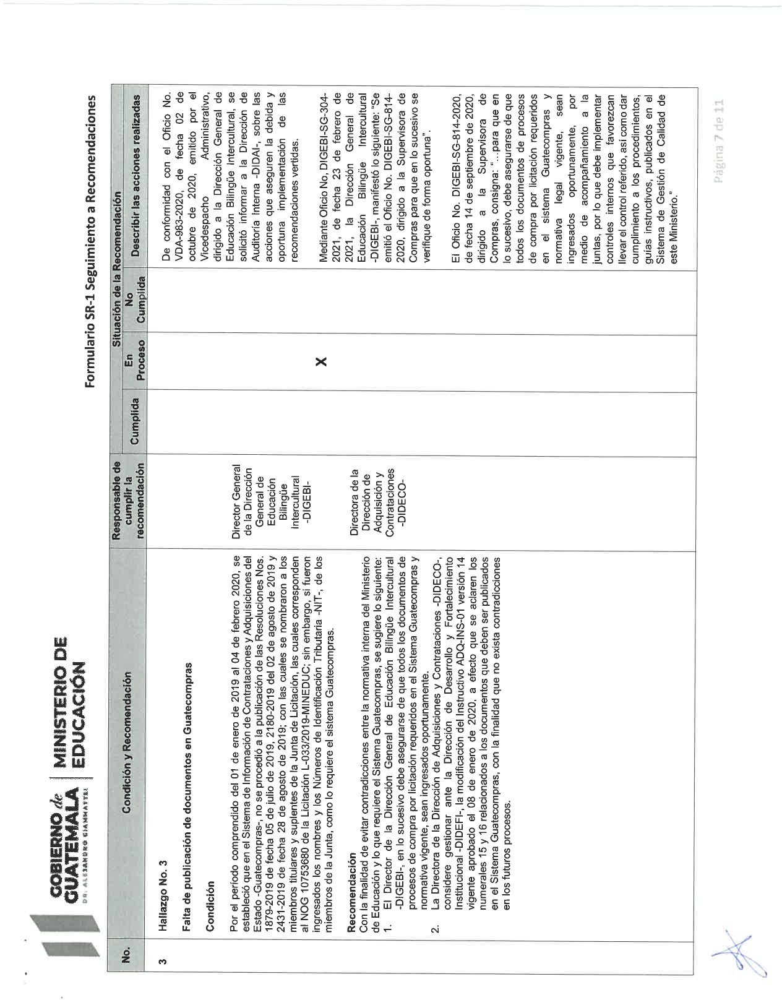 GOBIERNO de
GUATEMALA
DR. ALEJANDRO GIAMMATTEI
MINISTERIO DE
EDUCACIÓN
Formulario SR-1 Seguimiento a Recomendaciones
No.
Condición y Recomendación
Responsable de
cumplir la
recomendación
Situación de la Recomendación
Cumplida
En
Proceso
No
Cumplida
Describir las acciones realizadas
3
Hallazgo No. 3
Falta de publicación de documentos en Guatecompras
Condición
Por el período comprendido del 01 de enero de 2019 al 04 de febrero 2020, se
estableció que en el Sistema de Información de Contrataciones y Adquisiciones del
Estado -Guatecompras-, no se procedió a la publicación de las Resoluciones Nos.
1879-2019 de fecha 05 de julio de 2019, 2180-2019 del 02 de agosto de 2019 y
2431-2019 de fecha 28 de agosto de 2019; con las cuales se nombraron a los
miembros titulares y suplentes de la Junta de Licitación, las cuales corresponden
al NOG 10753680 de la Licitación L-033/2019-MINEDUC; sin embargo, sí fueron
ingresados los nombres y los Números de Identificación Tributaria -NIT-, de los
miembros de la Junta, como lo requiere el sistema Guatecompras.
Recomendación
Con la finalidad de evitar contradicciones entre la normativa interna del Ministerio
de Educación y lo que requiere el Sistema Guatecompras, se sugiere lo siguiente:
1. El Director de la Dirección General de Educación Bilingüe Intercultural
-DIGEBI-, en lo sucesivo debe asegurarse de que todos los documentos de
procesos de compra por licitación requeridos en el Sistema Guatecompras y
normativa vigente, sean ingresados oportunamente.
2. La Directora de la Dirección de Adquisiciones y Contrataciones -DIDECO-,
considere gestionar ante la Dirección de Desarrollo y Fortalecimiento
Institucional -DIDEFI-, la modificación del Instructivo ADQ-INS-01 versión 14
vigente aprobado el 08 de enero de 2020, a efecto que se aclaren los
numerales 15 y 16 relacionados a los documentos que deben ser publicados
en el Sistema Guatecompras, con la finalidad que no exista contradicciones
en los futuros procesos.
Director General
de la Dirección
General de
Educación
Bilingüe
Intercultural
-DIGEBI-
Directora de la
Dirección de
Adquisición y
Contrataciones
-DIDECO-
X
De conformidad con el Oficio No.
VDA-983-2020, de fecha 02 de
octubre de 2020, emitido por el
Vicedespacho Administrativo,
dirigido a la Dirección General de
Educación Bilingüe Intercultural, se
solicitó informar a la Dirección de
Auditoría Interna -DIDAI-, sobre las
acciones que aseguren la debida y
oportuna implementación de las
recomendaciones vertidas.
Mediante Oficio No, DIGEBI-SG-304-
2021, de fecha 23 de febrero de
2021, la Dirección General de
Educación Bilingüe Intercultural
-DIGEBI-, manifestó lo siguiente: “Se
emitió el Oficio No. DIGEBI-SG-814-
2020, dirigido a la Supervisora de
Compras para que en lo sucesivo se
verifique de forma oportuna”.
El Oficio No. DIGEBI-SG-814-2020,
de fecha 14 de septiembre de 2020,
dirigido a la Supervisora de
Compras, consigna: “...para que en
lo sucesivo, debe asegurarse de que
todos los documentos de procesos
de compra por licitación requeridos
en el sistema Guatecompras y
normativa legal vigente, sean
ingresados oportunamente, por
medio de acompañamiento a la
juntas, por lo que debe implementar
controles internos que favorezcan
llevar el control referido, así como dar
cumplimiento a los procedimientos,
guías instructivos, publicados en el
Sistema de Gestión de Calidad de
este Ministerio.”
Página 7 de 11